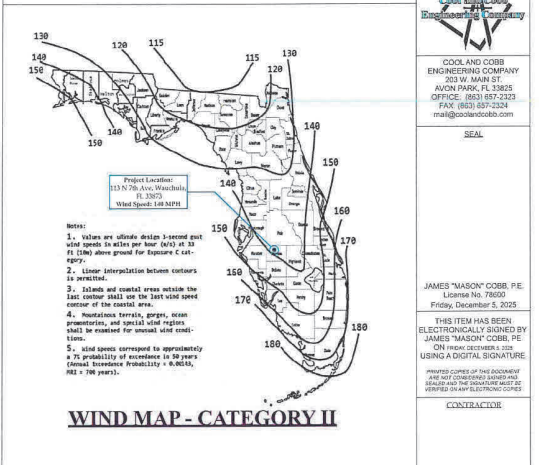 Cool and Cobb
Engineering Company
COOL AND COBB
ENGINEERING COMPANY
203 W. MAIN ST.
AVON PARK, FL 33825
OFFICE. (863) 657-2323
FAX (863) 657-2324
mail@coolandcobb.com
SEAL
130
120
115
115
130
120
140
150
150
140
140
150
160
170
140
150
160
170
180
180
Project Location:
113 N 7th Ave, Wauchula,
FL 33873
Wind Speed: 140 MPH
Notes:
1. Values are ultimate design 3-second gust
wind speeds in miles per hour (m/s) at 33
ft (10m) above ground for Exposure C cat-
egory.
2. Linear interpolation between contours
is permitted.
3. Islands and coastal areas outside the
last contour shall use the last wind speed
contour of the coastal area.
4. Mountainous terrain, gorges, ocean
promontories, and special wind regions
shall be examined for unusual wind condi-
tions.
5. Wind speeds correspond to approximately
a 7% probability of exceedance in 50 years
(Annual Exceedance Probability = 0.00143,
MRI = 700 years).
WIND MAP - CATEGORY II
JAMES "MASON" COBB, P.E.
License No. 78600
Friday, December 5, 2025
THIS ITEM HAS BEEN
ELECTRONICALLY SIGNED BY
JAMES "MASON" COBB, PE
ON FRIDAY, DECEMBER 5, 2025
USING A DIGITAL SIGNATURE
PRINTED COPIES OF THIS DOCUMENT
ARE NOT CONSIDERED SIGNED AND
SEALED AND THE SIGNATURE MUST BE
VERIFIED ON ANY ELECTRONIC COPIES
CONTRACTOR